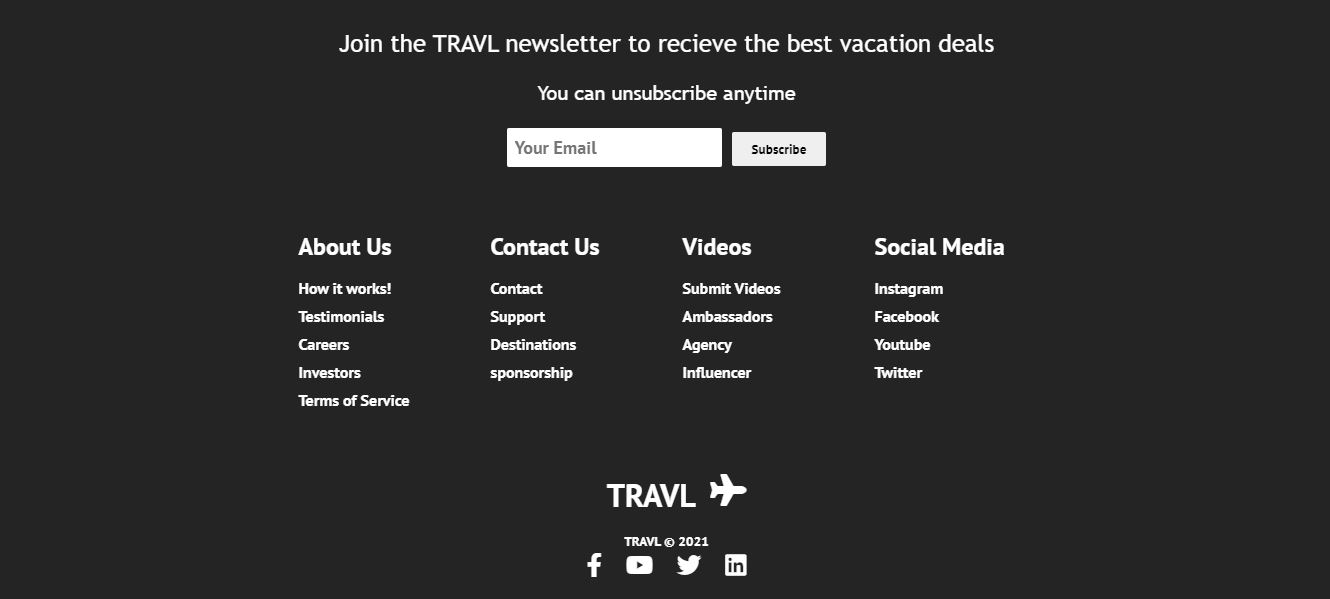 Join the TRAVL newsletter to recieve the best vacation deals
You can unsubscribe anytime
Your Email
Subscribe
About Us
How it works!
Testimonials
Careers
Investors
Terms of Service
Contact Us
Contact
Support
Destinations
sponsorship
Videos
Submit Videos
Ambassadors
Agency
Influencer
Social Media
Instagram
Facebook
Youtube
Twitter
TRAVL
TRAVL © 2021